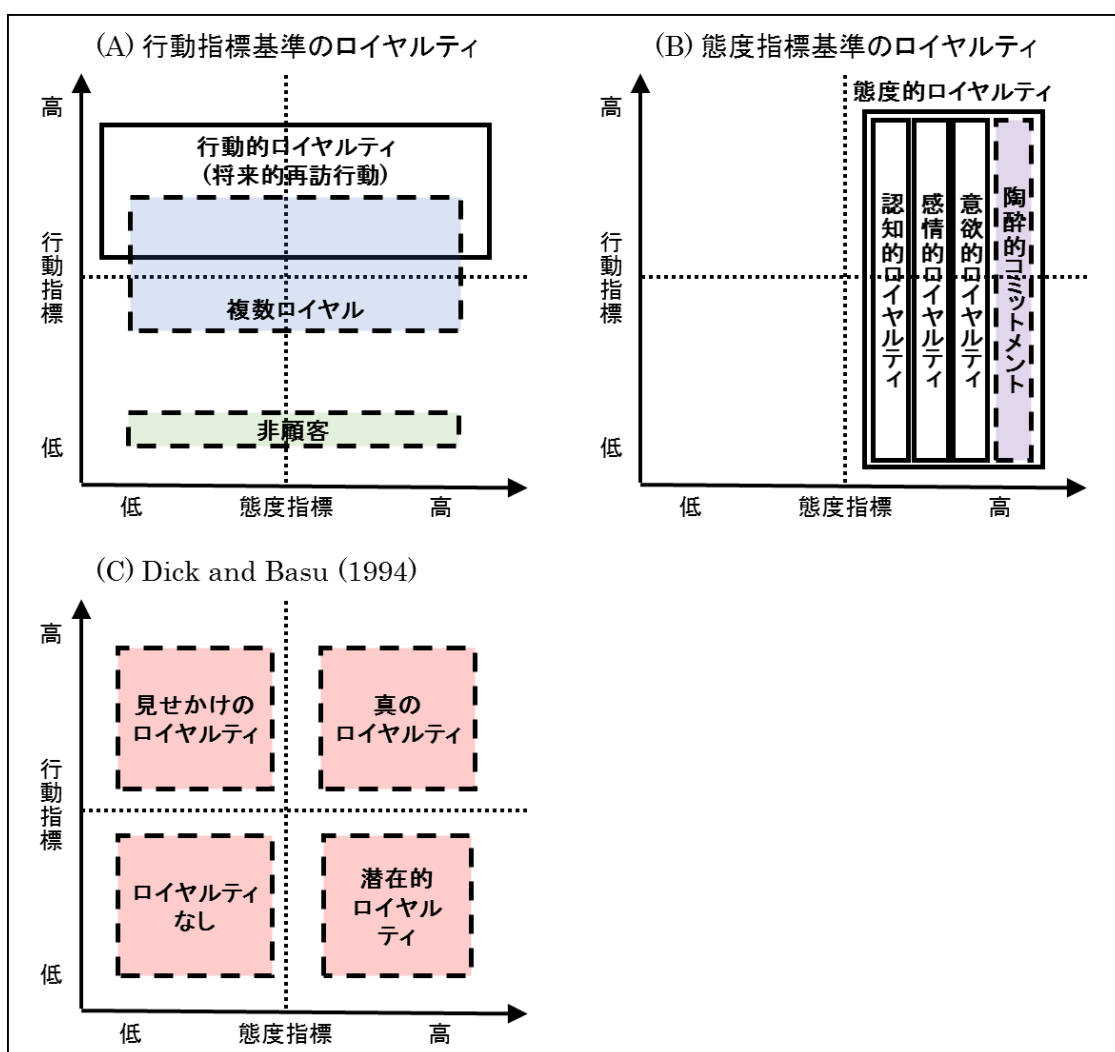 (A) 行動指標基準のロイヤルティ
高
行動指標
低
行動的ロイヤルティ
(将来的再訪行動)
複数ロイヤル
非顧客
低
態度指標
高
(B) 態度指標基準のロイヤルティ
高
行動指標
低
態度的ロイヤルティ
認知的ロイヤルティ
感情的ロイヤルティ
意欲的ロイヤルティ
陶酔的コミットメント
低
態度指標
高
(C) Dick and Basu (1994)
高
行動指標
低
見せかけの
ロイヤルティ
真の
ロイヤルティ
ロイヤルティ
なし
潜在的
ロイヤル
ティ
低
態度指標
高